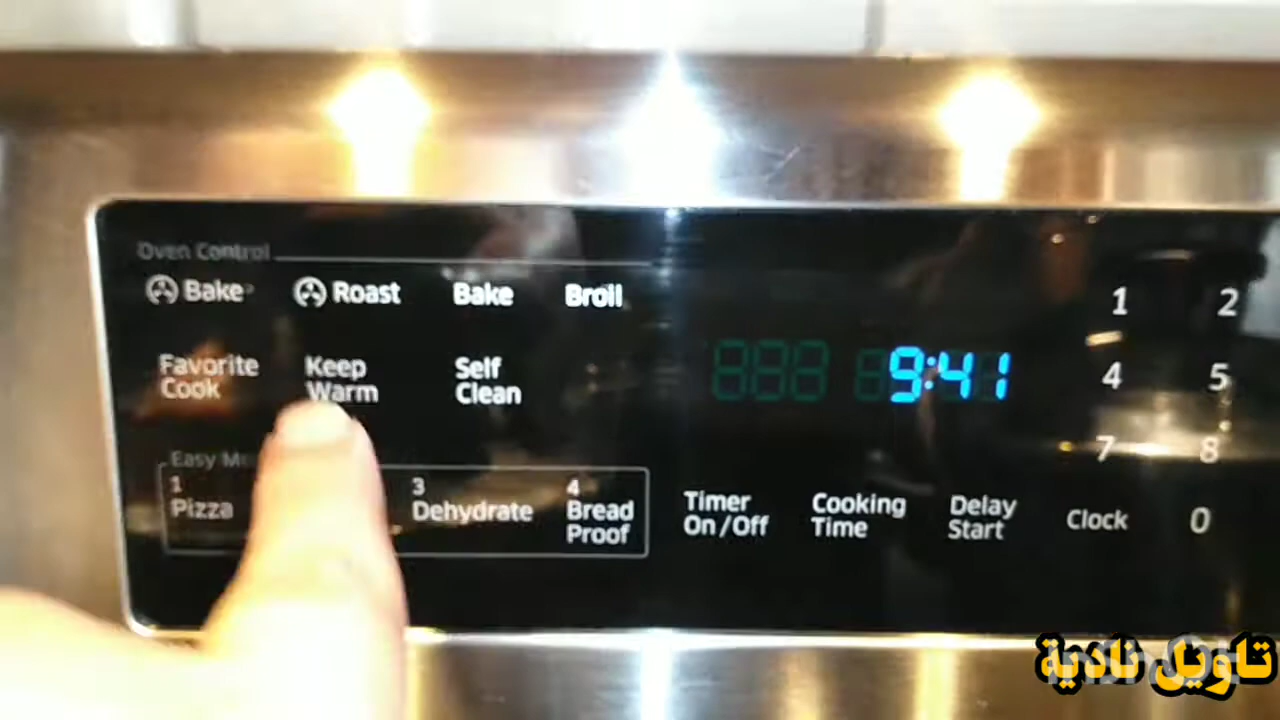 Oven Control
Bake Roast Bake Broil
Favorite Cook
Keep Warm
Self Clean
9:41
1 2
4 5
7 8
0
Easy
1 Pizza
3 Dehydrate
4 Bread Proof
Timer On/Off
Cooking Time
Delay Start
Clock
تاويل نادية